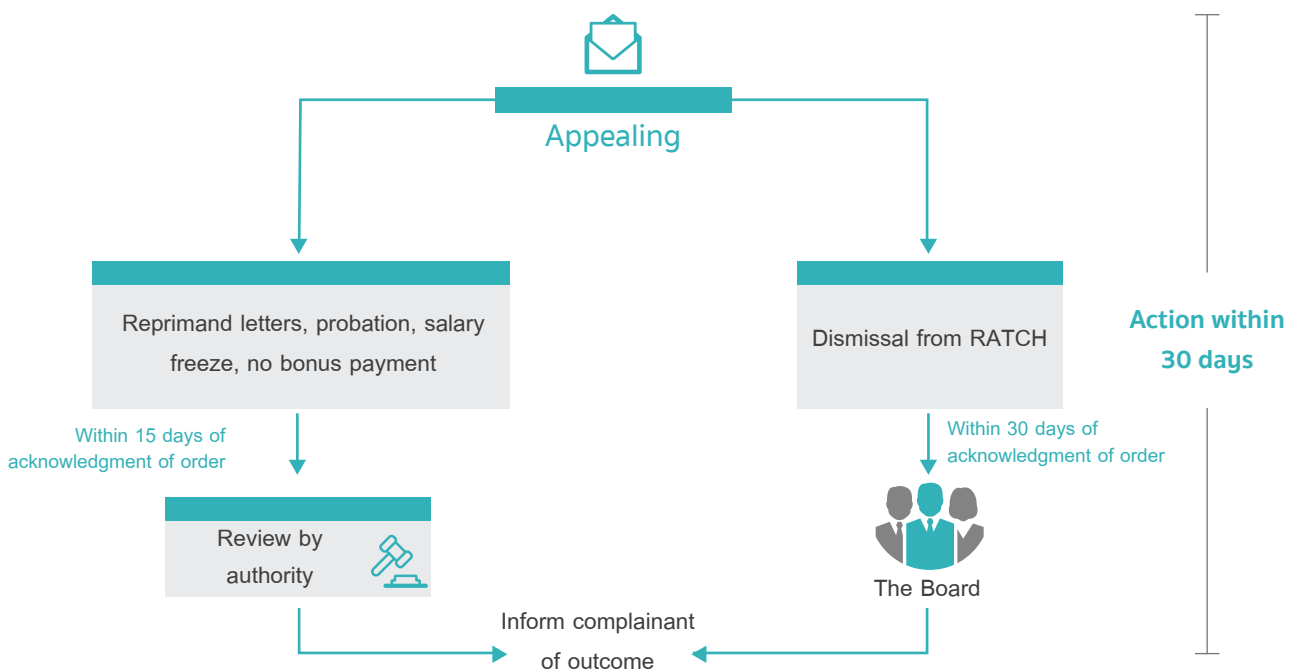 Appealing
Reprimand letters, probation, salary
freeze, no bonus payment
Dismissal from RATCH
Action within
30 days
Within 15 days of
acknowledgment of order
Within 30 days of
acknowledgment of order
Review by
authority
The Board
Inform complainant
of outcome